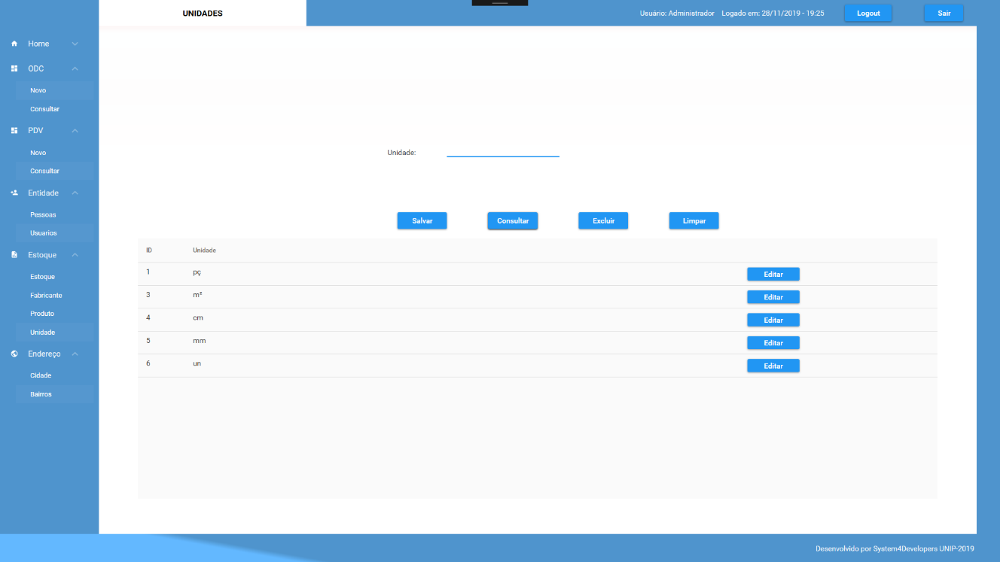 UNIDADES
Usuário: Administrador Logado em: 28/11/2019 - 19:25 Logout Sair
Home
ODC
Novo
Consultar
PDV
Novo
Consultar
Entidade
Pessoas
Usuarios
Estoque
Estoque
Fabricante
Produto
Unidade
Endereço
Cidade
Bairros
Unidade:
Salvar Consultar Excluir Limpar
ID Unidade
1 pç Editar
3 m² Editar
4 cm Editar
5 mm Editar
6 un Editar
Desenvolvido por System4Developers UNIP-2019